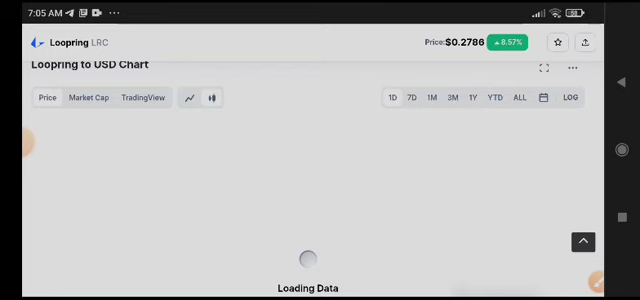 7:05 AM
Loopring LRC
Price: $0.2786 8.57%
Loopring to USD Chart
Price Market Cap TradingView
1D 7D 1M 3M 1Y YTD ALL LOG
Loading Data